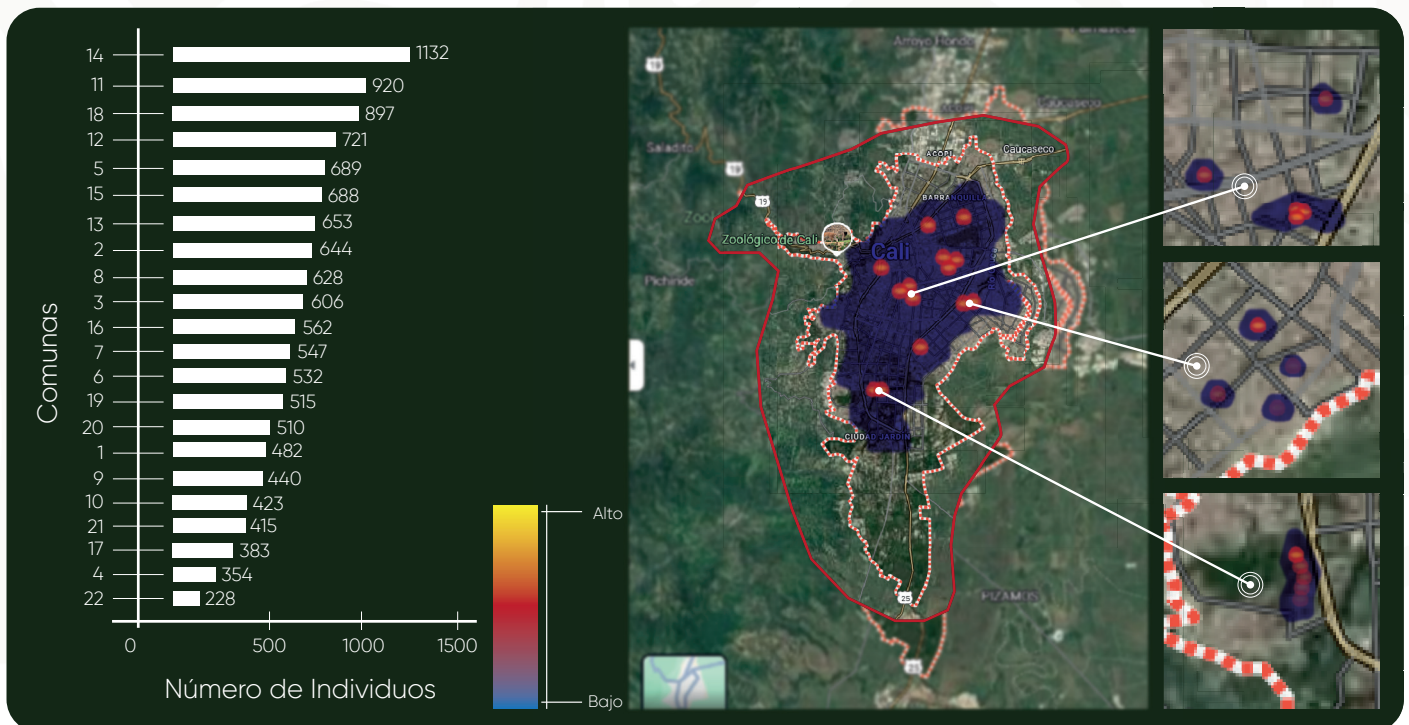 14 1132
11 920
18 897
12 721
5 689
15 688
13 653
2 644
8 628
3 606
16 562
7 547
6 532
19 515
20 510
1 482
9 440
10 423
21 415
17 383
4 354
22 228
0 500 1000 1500
Comunas
Número de Individuos
Alto
Bajo
Arroyo Hondo
19
Saladito
19
ACOPI
Caucaseco
19
BARRANQUILLA
Zoológico de Cali
Cali
Pichinde
CIUDAD JARDÍN
25
PIZAMOS
25